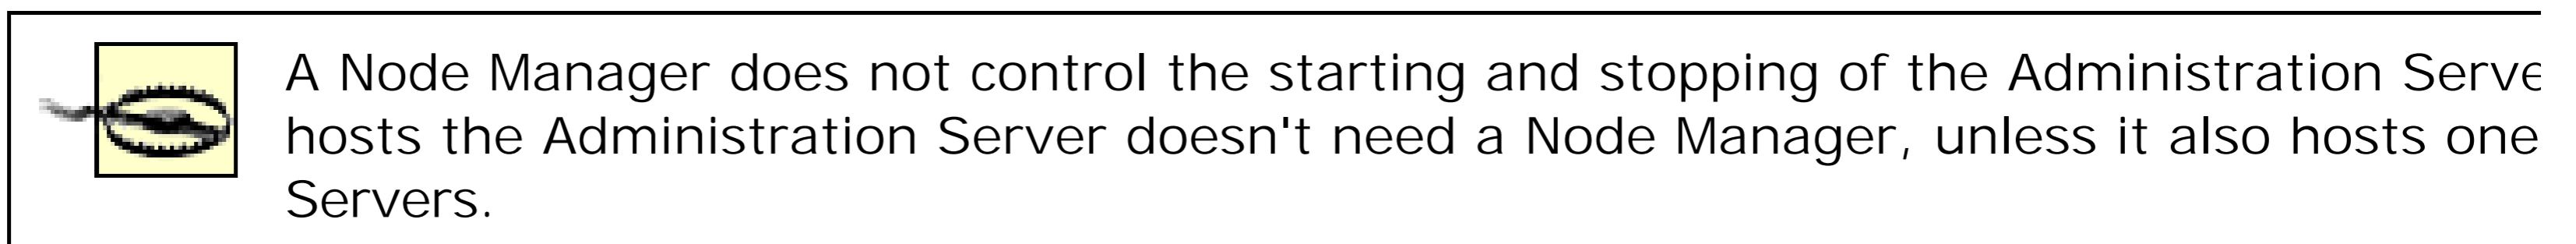 A Node Manager does not control the starting and stopping of the Administration Serve
hosts the Administration Server doesn't need a Node Manager, unless it also hosts one
Servers.